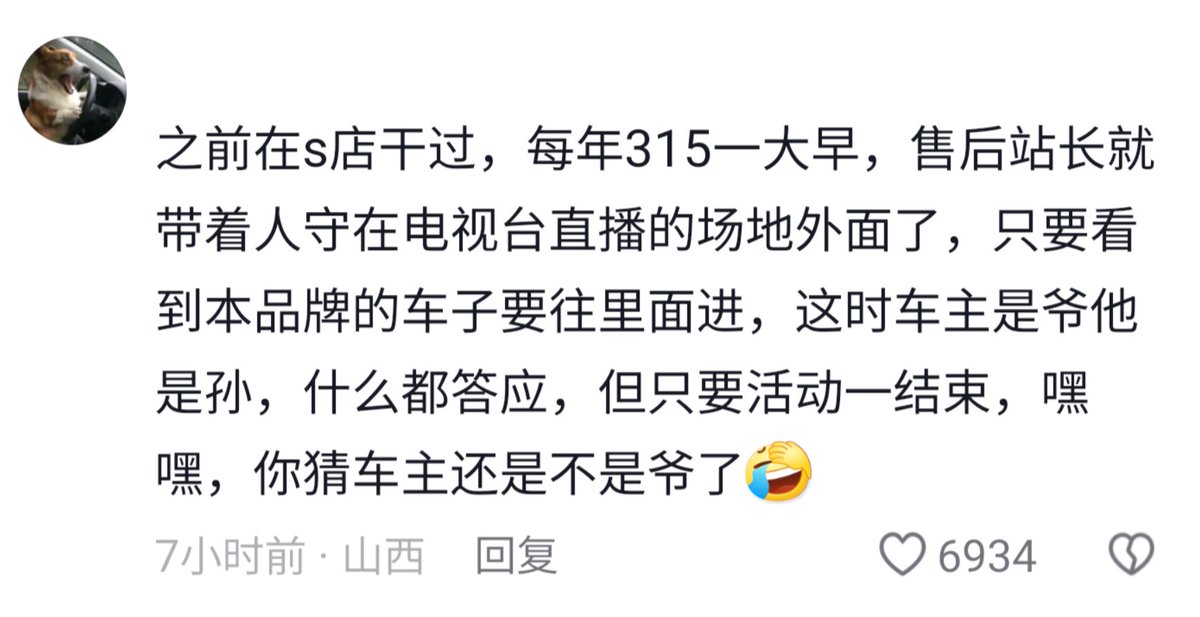 之前在s店干过，每年315一大早，售后站长就
带着人守在电视台直播的场地外面了，只要看
到本品牌的车子要往里面进，这时车主是爷他
是孙，什么都答应，但只要活动一结束，嘿
嘿，你猜车主还是不是爷了🤣
7小时前 · 山西 回复 6934